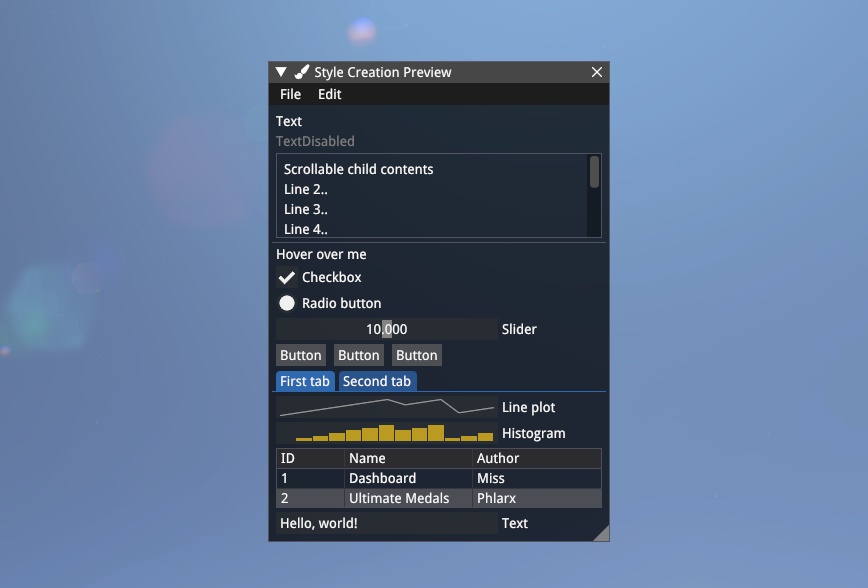 Style Creation Preview
File Edit
Text
TextDisabled
Scrollable child contents
Line 2..
Line 3..
Line 4..
Hover over me
Checkbox
Radio button
10.000 Slider
Button Button Button
First tab Second tab
Line plot
Histogram
ID Name Author
1 Dashboard Miss
2 Ultimate Medals Phlarx
Hello, world! Text